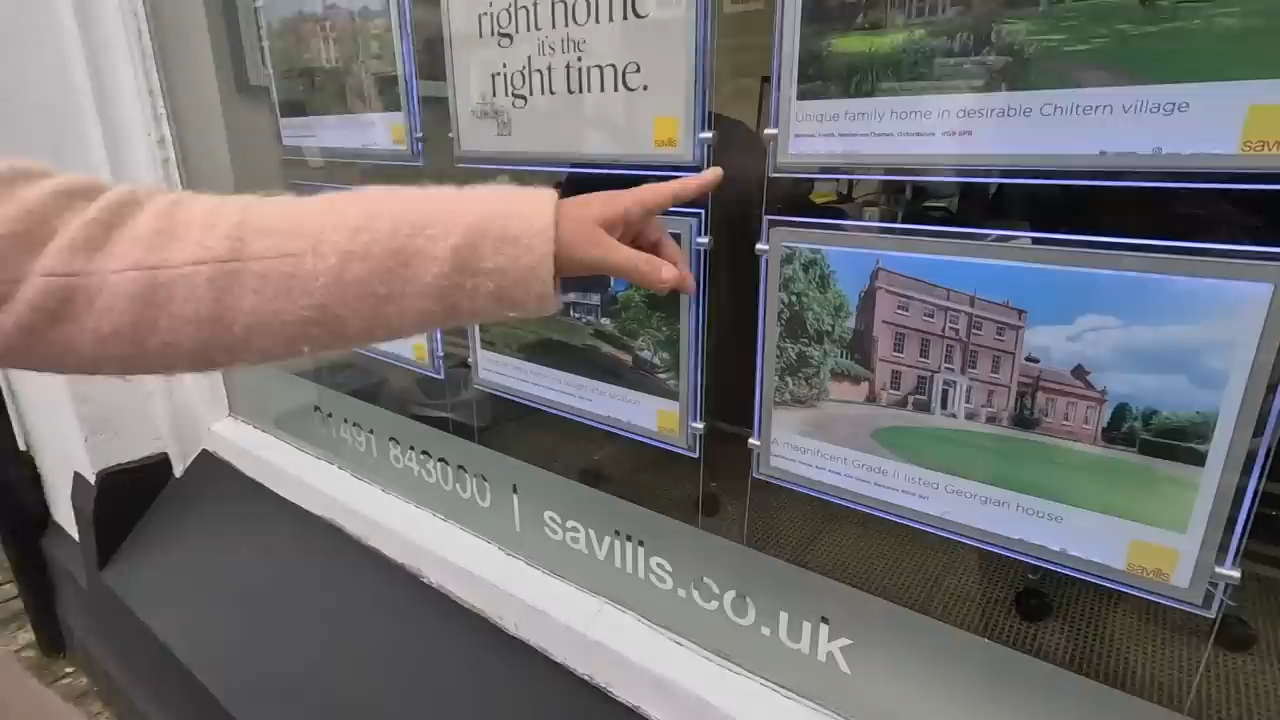 right home
it's the
right time.
savills
Unique family home in desirable Chiltern village
savills
A magnificent Grade II listed Georgian house
savills
01491 843000 | savills.co.uk